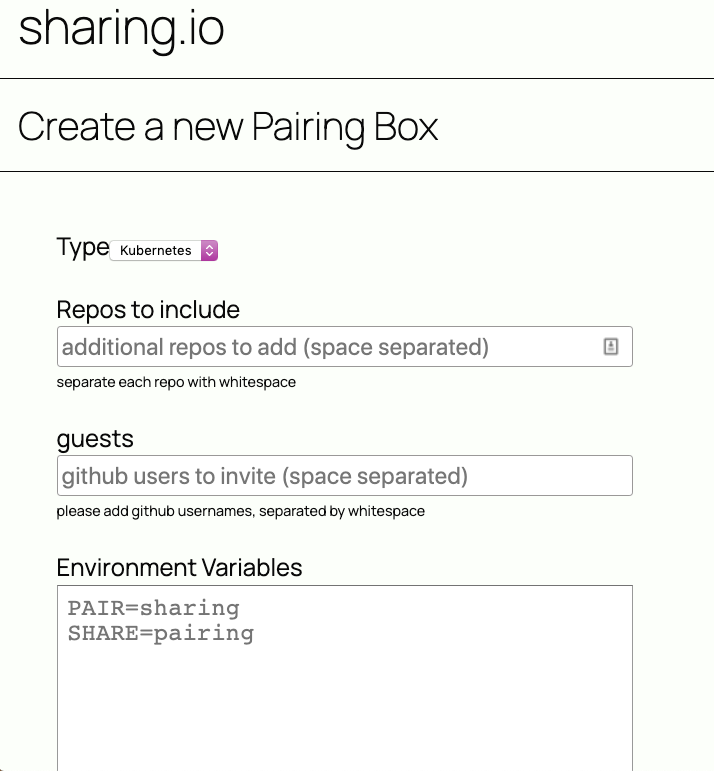 sharing.io
Create a new Pairing Box
Type Kubernetes
Repos to include
additional repos to add (space separated)
separate each repo with whitespace
guests
github users to invite (space separated)
please add github usernames, separated by whitespace
Environment Variables
PAIR=sharing
SHARE=pairing